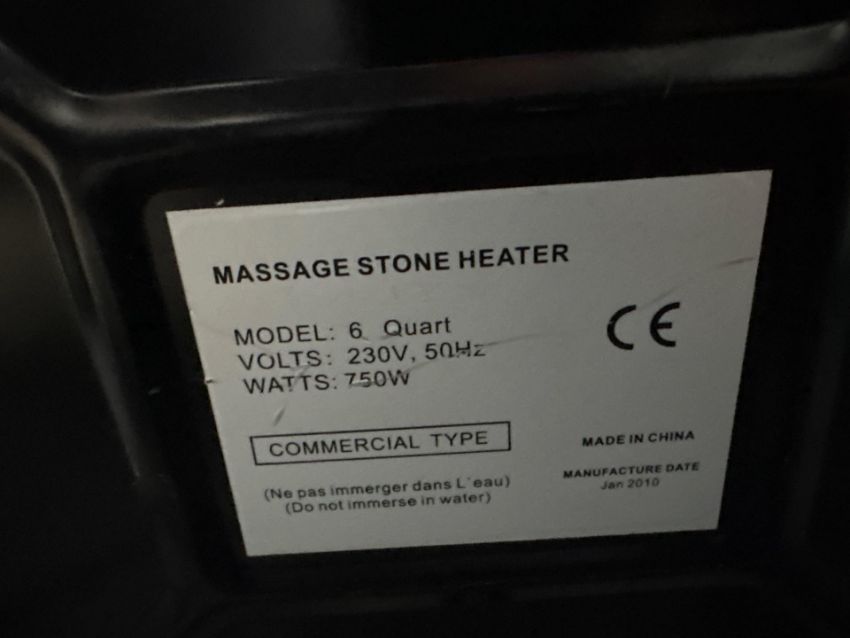 MASSAGE STONE HEATER
MODEL: 6 Quart
VOLTS: 230V, 50Hz
WATTS: 750W
CE
COMMERCIAL TYPE
(Ne pas immerger dans L'eau)
(Do not immerse in water)
MADE IN CHINA
MANUFACTURE DATE
Jan 2010